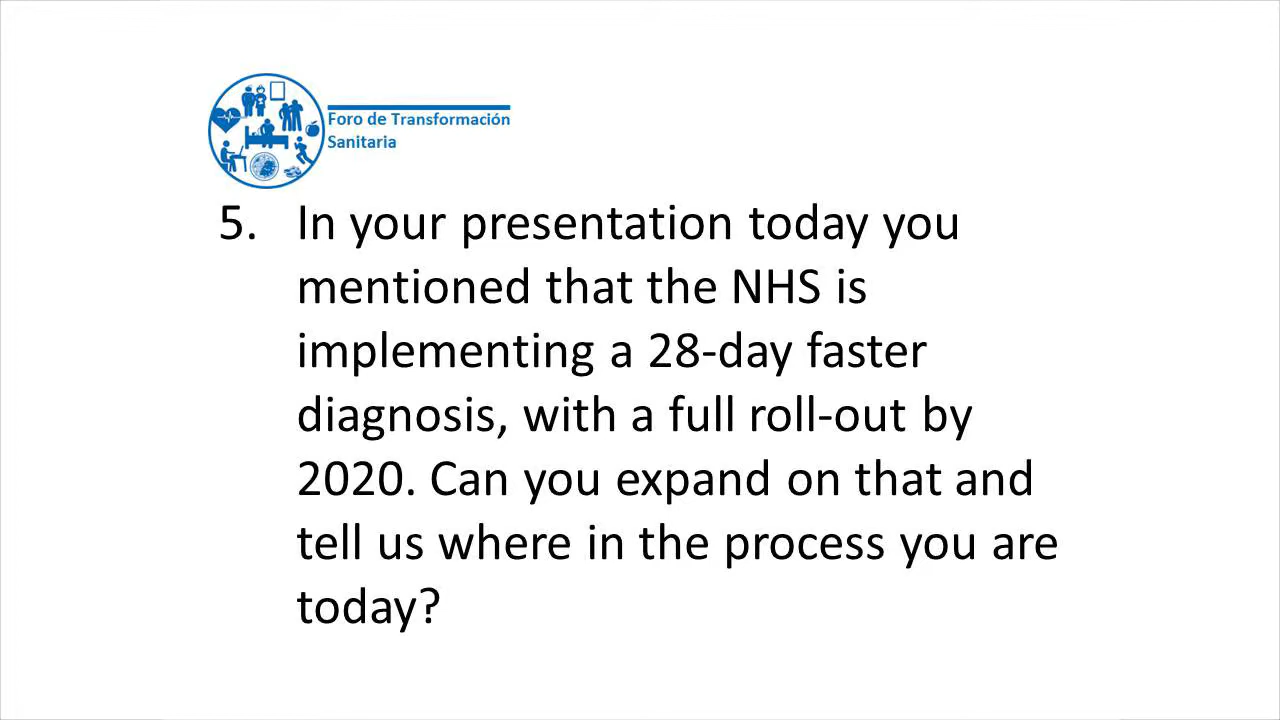 Foro de Transformación
Sanitaria
5. In your presentation today you
mentioned that the NHS is
implementing a 28-day faster
diagnosis, with a full roll-out by
2020. Can you expand on that and
tell us where in the process you are
today?